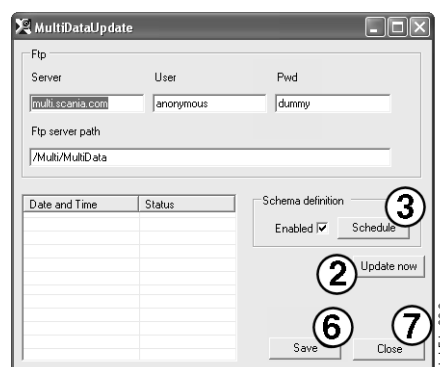 MultiDataUpdate
Ftp
Server User Pwd
multi.scania.com anonymous dummy
Ftp server path
/Multi/MultiData
Date and Time Status
Schema definition
3
Enabled Schedule
2 Update now
6 7
Save Close